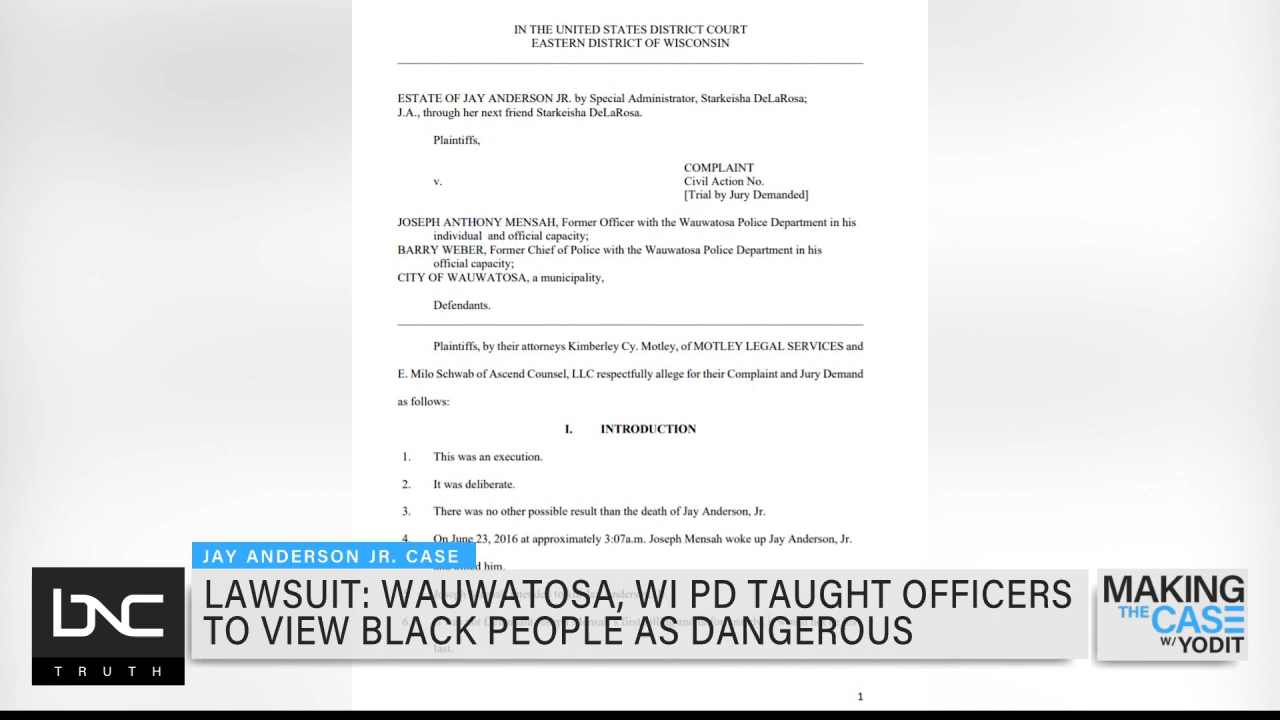 IN THE UNITED STATES DISTRICT COURT
EASTERN DISTRICT OF WISCONSIN
ESTATE OF JAY ANDERSON JR. by Special Administrator, Starkeisha DeLaRosa;
J.A., through her next friend Starkeisha DeLaRosa.
Plaintiffs,
COMPLAINT
v. Civil Action No.
[Trial by Jury Demanded]
JOSEPH ANTHONY MENSAH, Former Officer with the Wauwatosa Police Department in his
individual and official capacity;
BARRY WEBER, Former Chief of Police with the Wauwatosa Police Department in his
official capacity;
CITY OF WAUWATOSA, a municipality,
Defendants.
Plaintiffs, by their attorneys Kimberley Cy. Motley, of MOTLEY LEGAL SERVICES and
E. Milo Schwab of Ascend Counsel, LLC respectfully allege for their Complaint and Jury Demand
as follows:
I. INTRODUCTION
1. This was an execution.
2. It was deliberate.
3. There was no other possible result than the death of Jay Anderson, Jr.
4. On June 23, 2016 at approximately 3:07a.m. Joseph Mensah woke up Jay Anderson, Jr.
him.
JAY ANDERSON JR. CASE
LAWSUIT: WAUWATOSA, WI PD TAUGHT OFFICERS
TO VIEW BLACK PEOPLE AS DANGEROUS
last.
BNC
TRUTH
MAKING
THE CASE
W/ YODIT
1